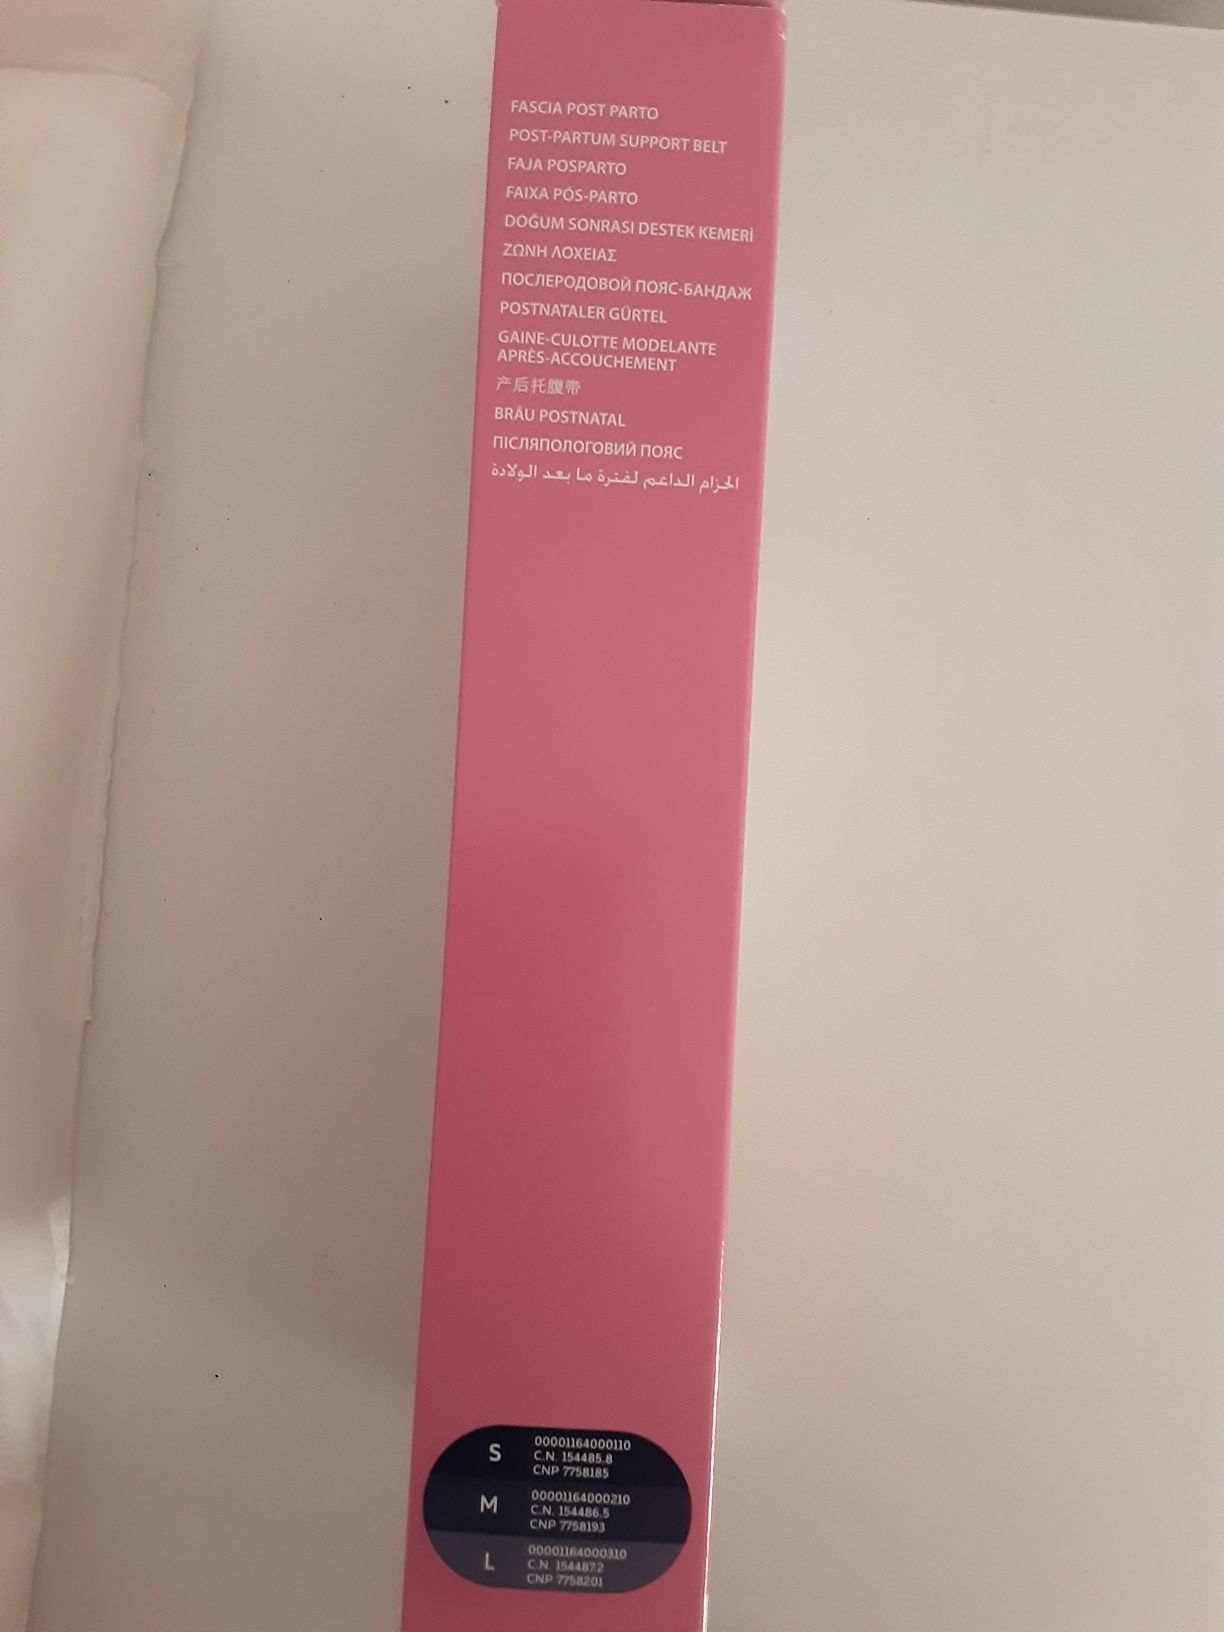 FASCIA POST PARTO
POST-PARTUM SUPPORT BELT
FAJA POSPARTO
FAIXA PÓS-PARTO
DOĞUM SONRASI DESTEK KEMERİ
ΖΩΝΗ ΛΟΧΕΙΑΣ
ПОСЛЕРОДОВОЙ ПОЯС-БАНДАЖ
POSTNATALER GÜRTEL
GAINE-CULOTTE MODELANTE
APRÈS-ACCOUCHEMENT
产后托腹带
BRÂU POSTNATAL
ПІСЛЯПОЛОГОВИЙ ПОЯС
الحزام الداعم لفترة ما بعد الولادة
S
00001164000110
C.N. 154485.8
CNP 7758185
M
00001164000210
C.N. 154486.5
CNP 7758193
L
00001164000310
C.N. 154487.2
CNP 7758201